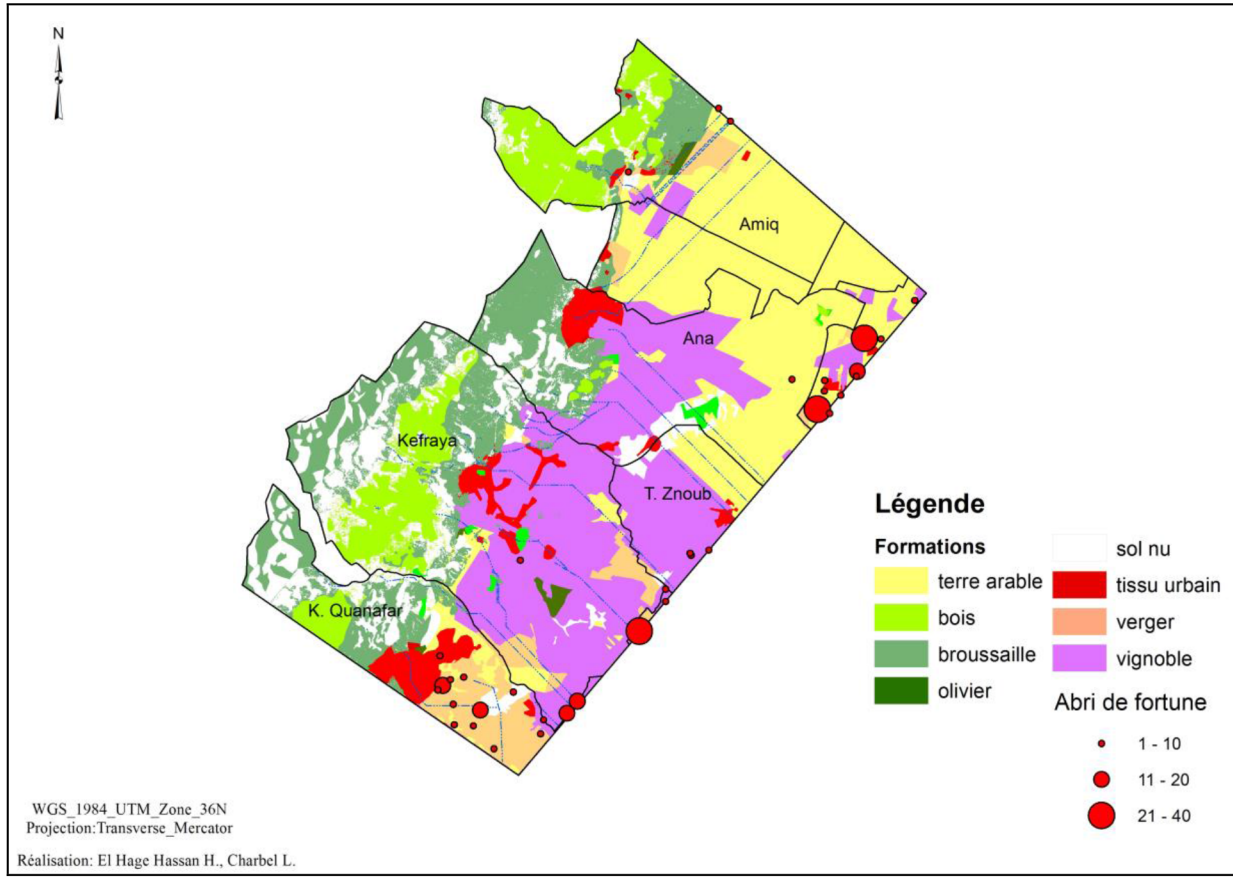 N
Amiq
Ana
Kefraya
T. Znoub
K. Quanafar
Légende
Formations
terre arable
bois
broussaille
olivier
sol nu
tissu urbain
verger
vignoble
Abri de fortune
1 - 10
11 - 20
21 - 40
WGS_1984_UTM_Zone_36N
Projection:Transverse_Mercator
Réalisation: El Hage Hassan H., Charbel L.